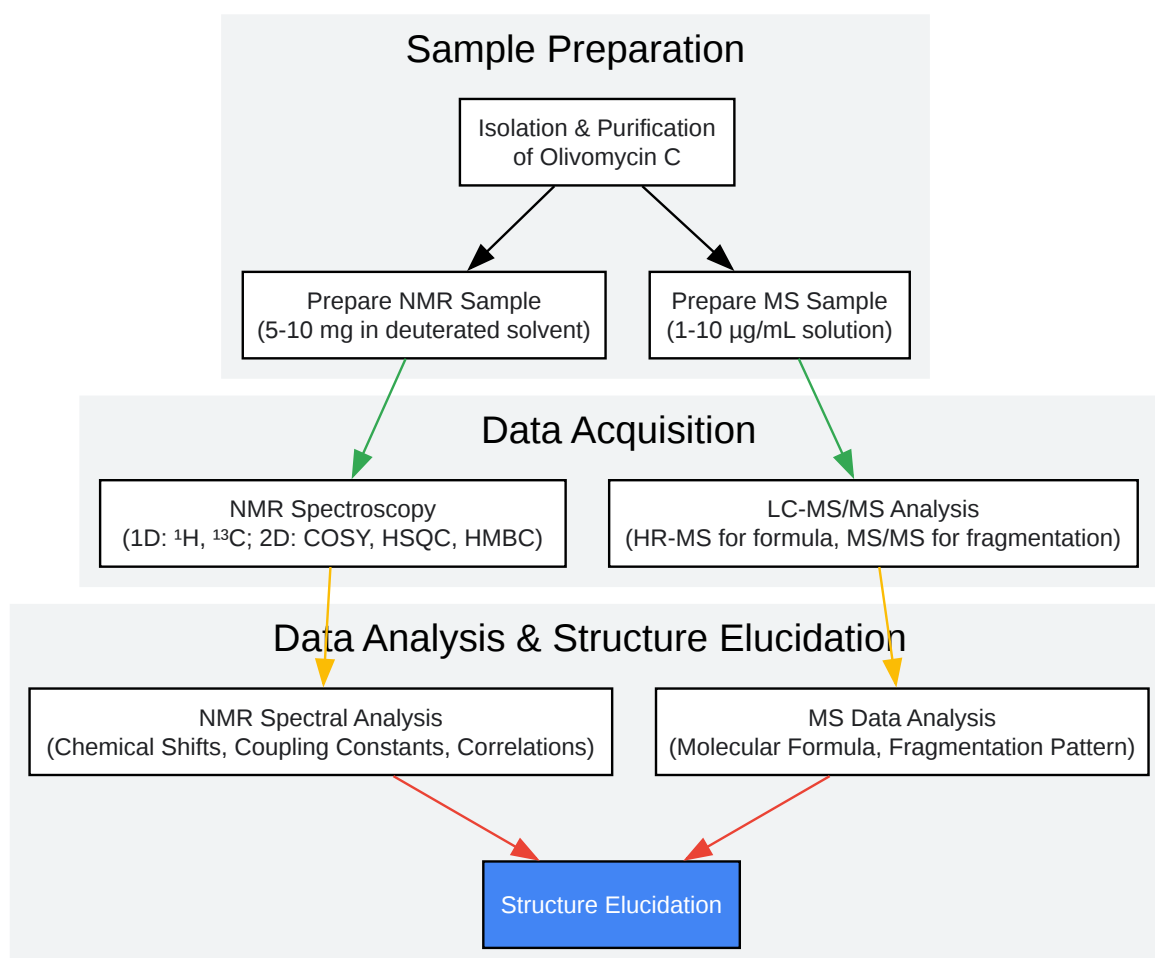 Sample Preparation
Isolation & Purification
of Olivomycin C
Prepare NMR Sample
(5-10 mg in deuterated solvent)
Prepare MS Sample
(1-10 µg/mL solution)
Data Acquisition
NMR Spectroscopy
(1D: ¹H, ¹³C; 2D: COSY, HSQC, HMBC)
LC-MS/MS Analysis
(HR-MS for formula, MS/MS for fragmentation)
Data Analysis & Structure Elucidation
NMR Spectral Analysis
(Chemical Shifts, Coupling Constants, Correlations)
MS Data Analysis
(Molecular Formula, Fragmentation Pattern)
Structure Elucidation